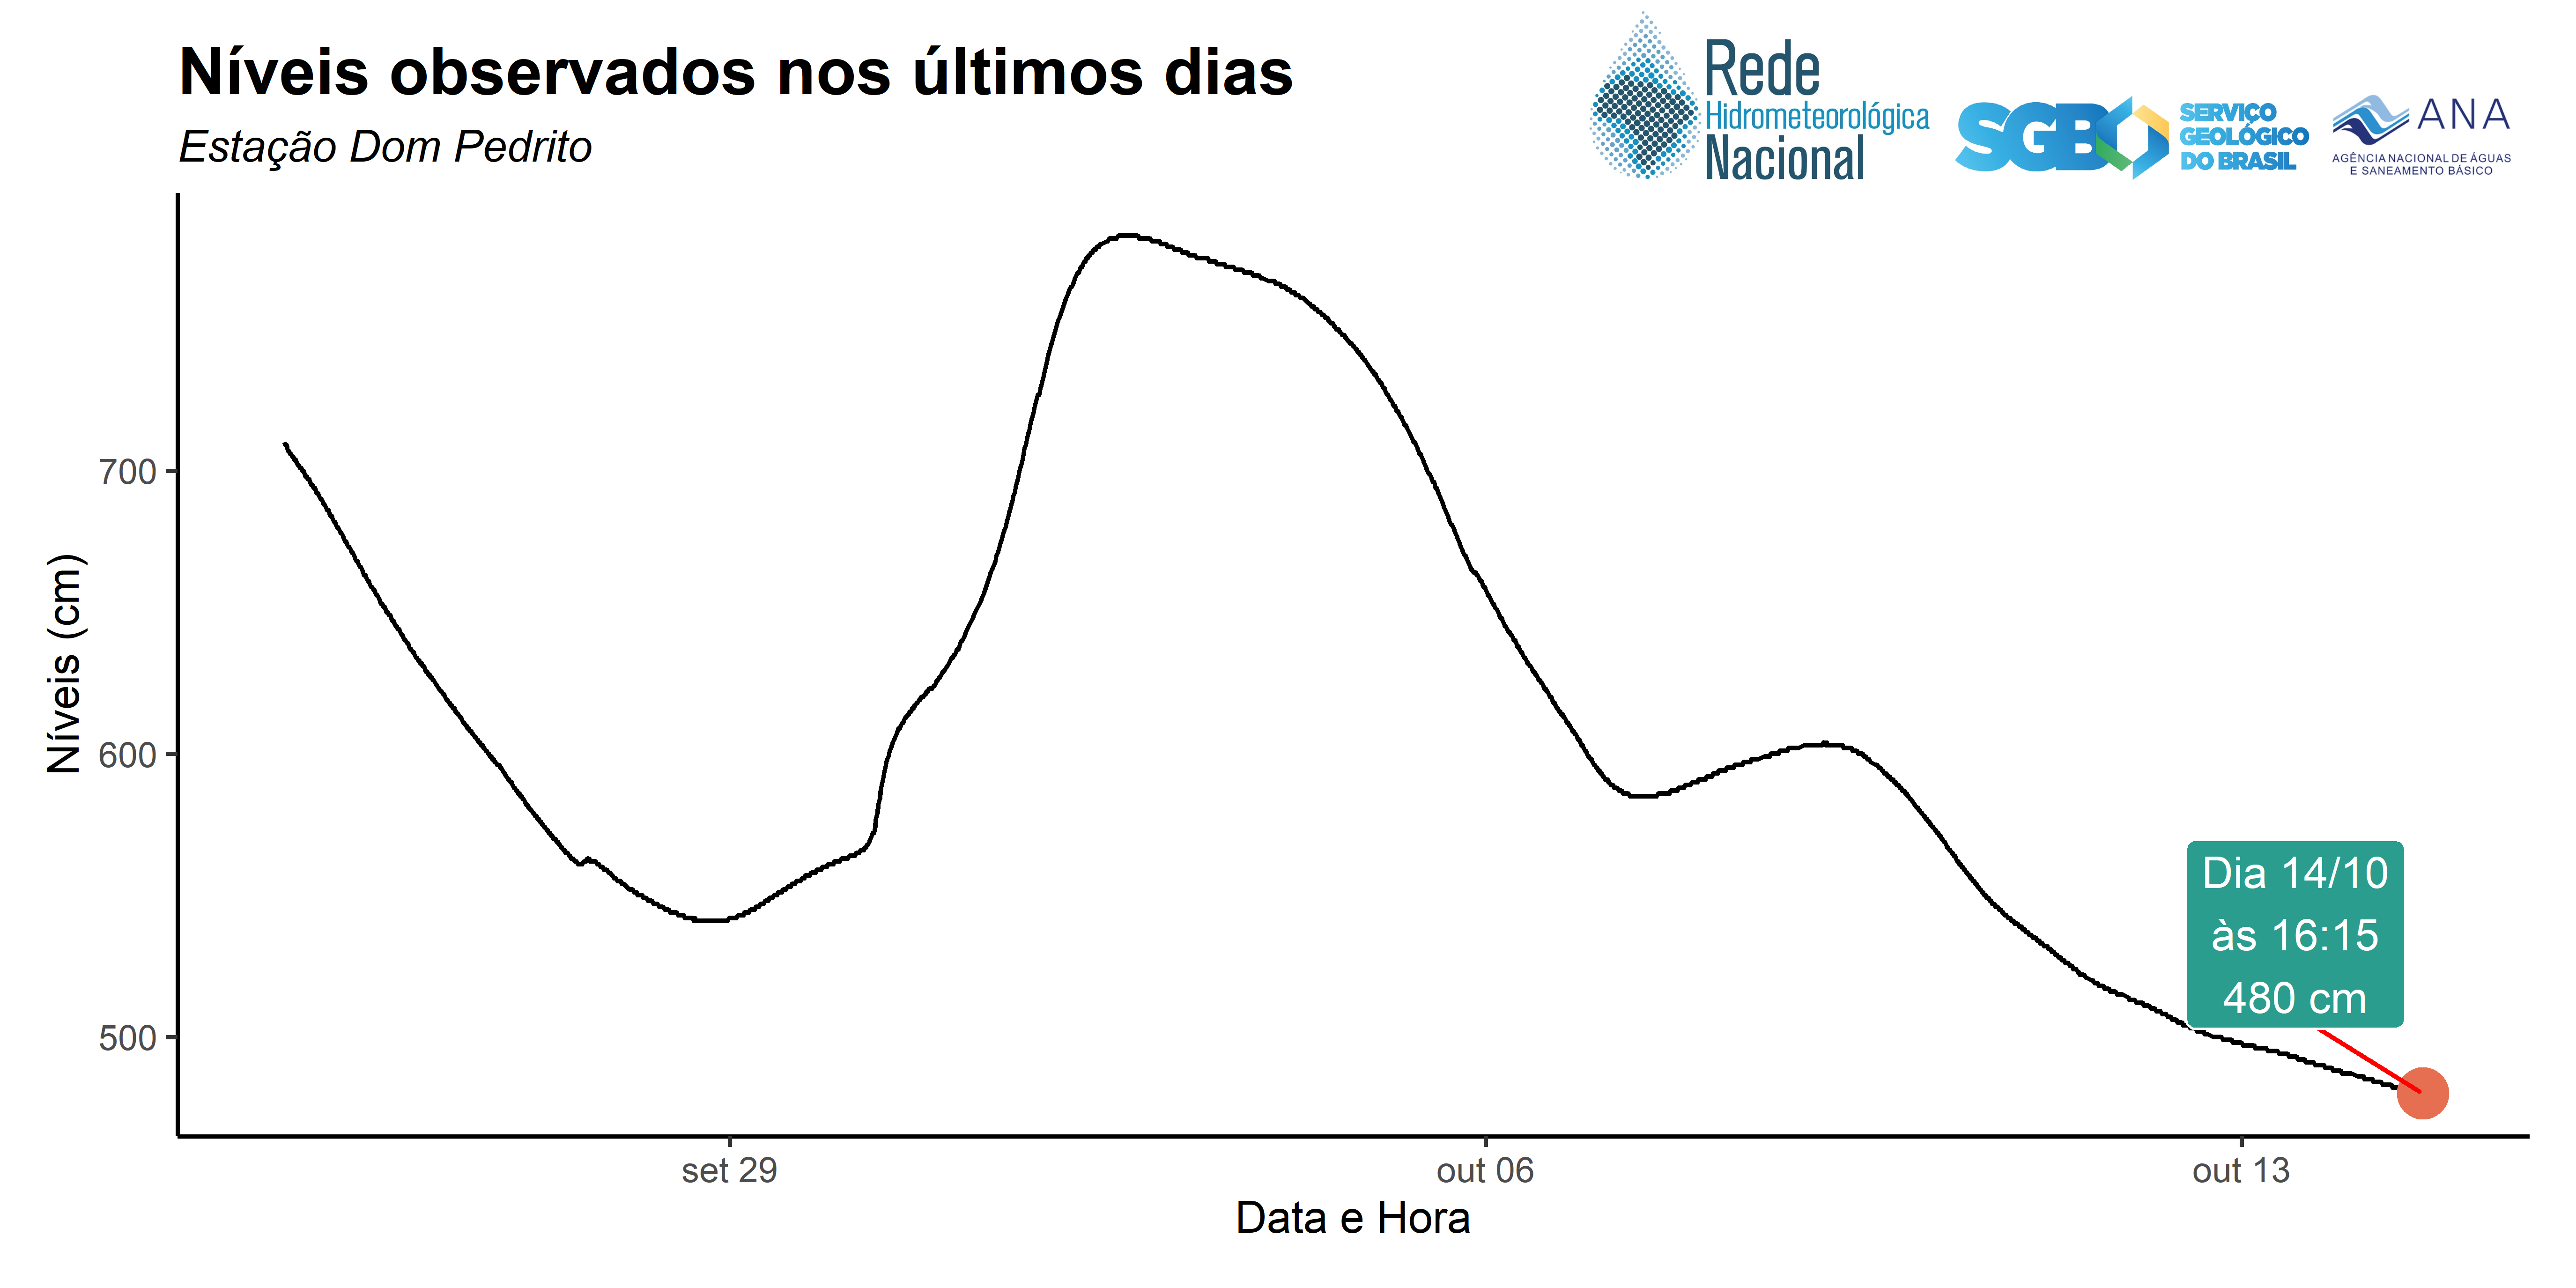 Níveis observados nos últimos dias
Estação Dom Pedrito
Rede
Hidrometeorológica
Nacional
SGB
SERVIÇO
GEOLÓGICO
DO BRASIL
ANA
AGÊNCIA NACIONAL DE ÁGUAS
E SANEAMENTO BÁSICO
Níveis (cm)
700
600
500
Dia 14/10
às 16:15
480 cm
set 29
out 06
out 13
Data e Hora